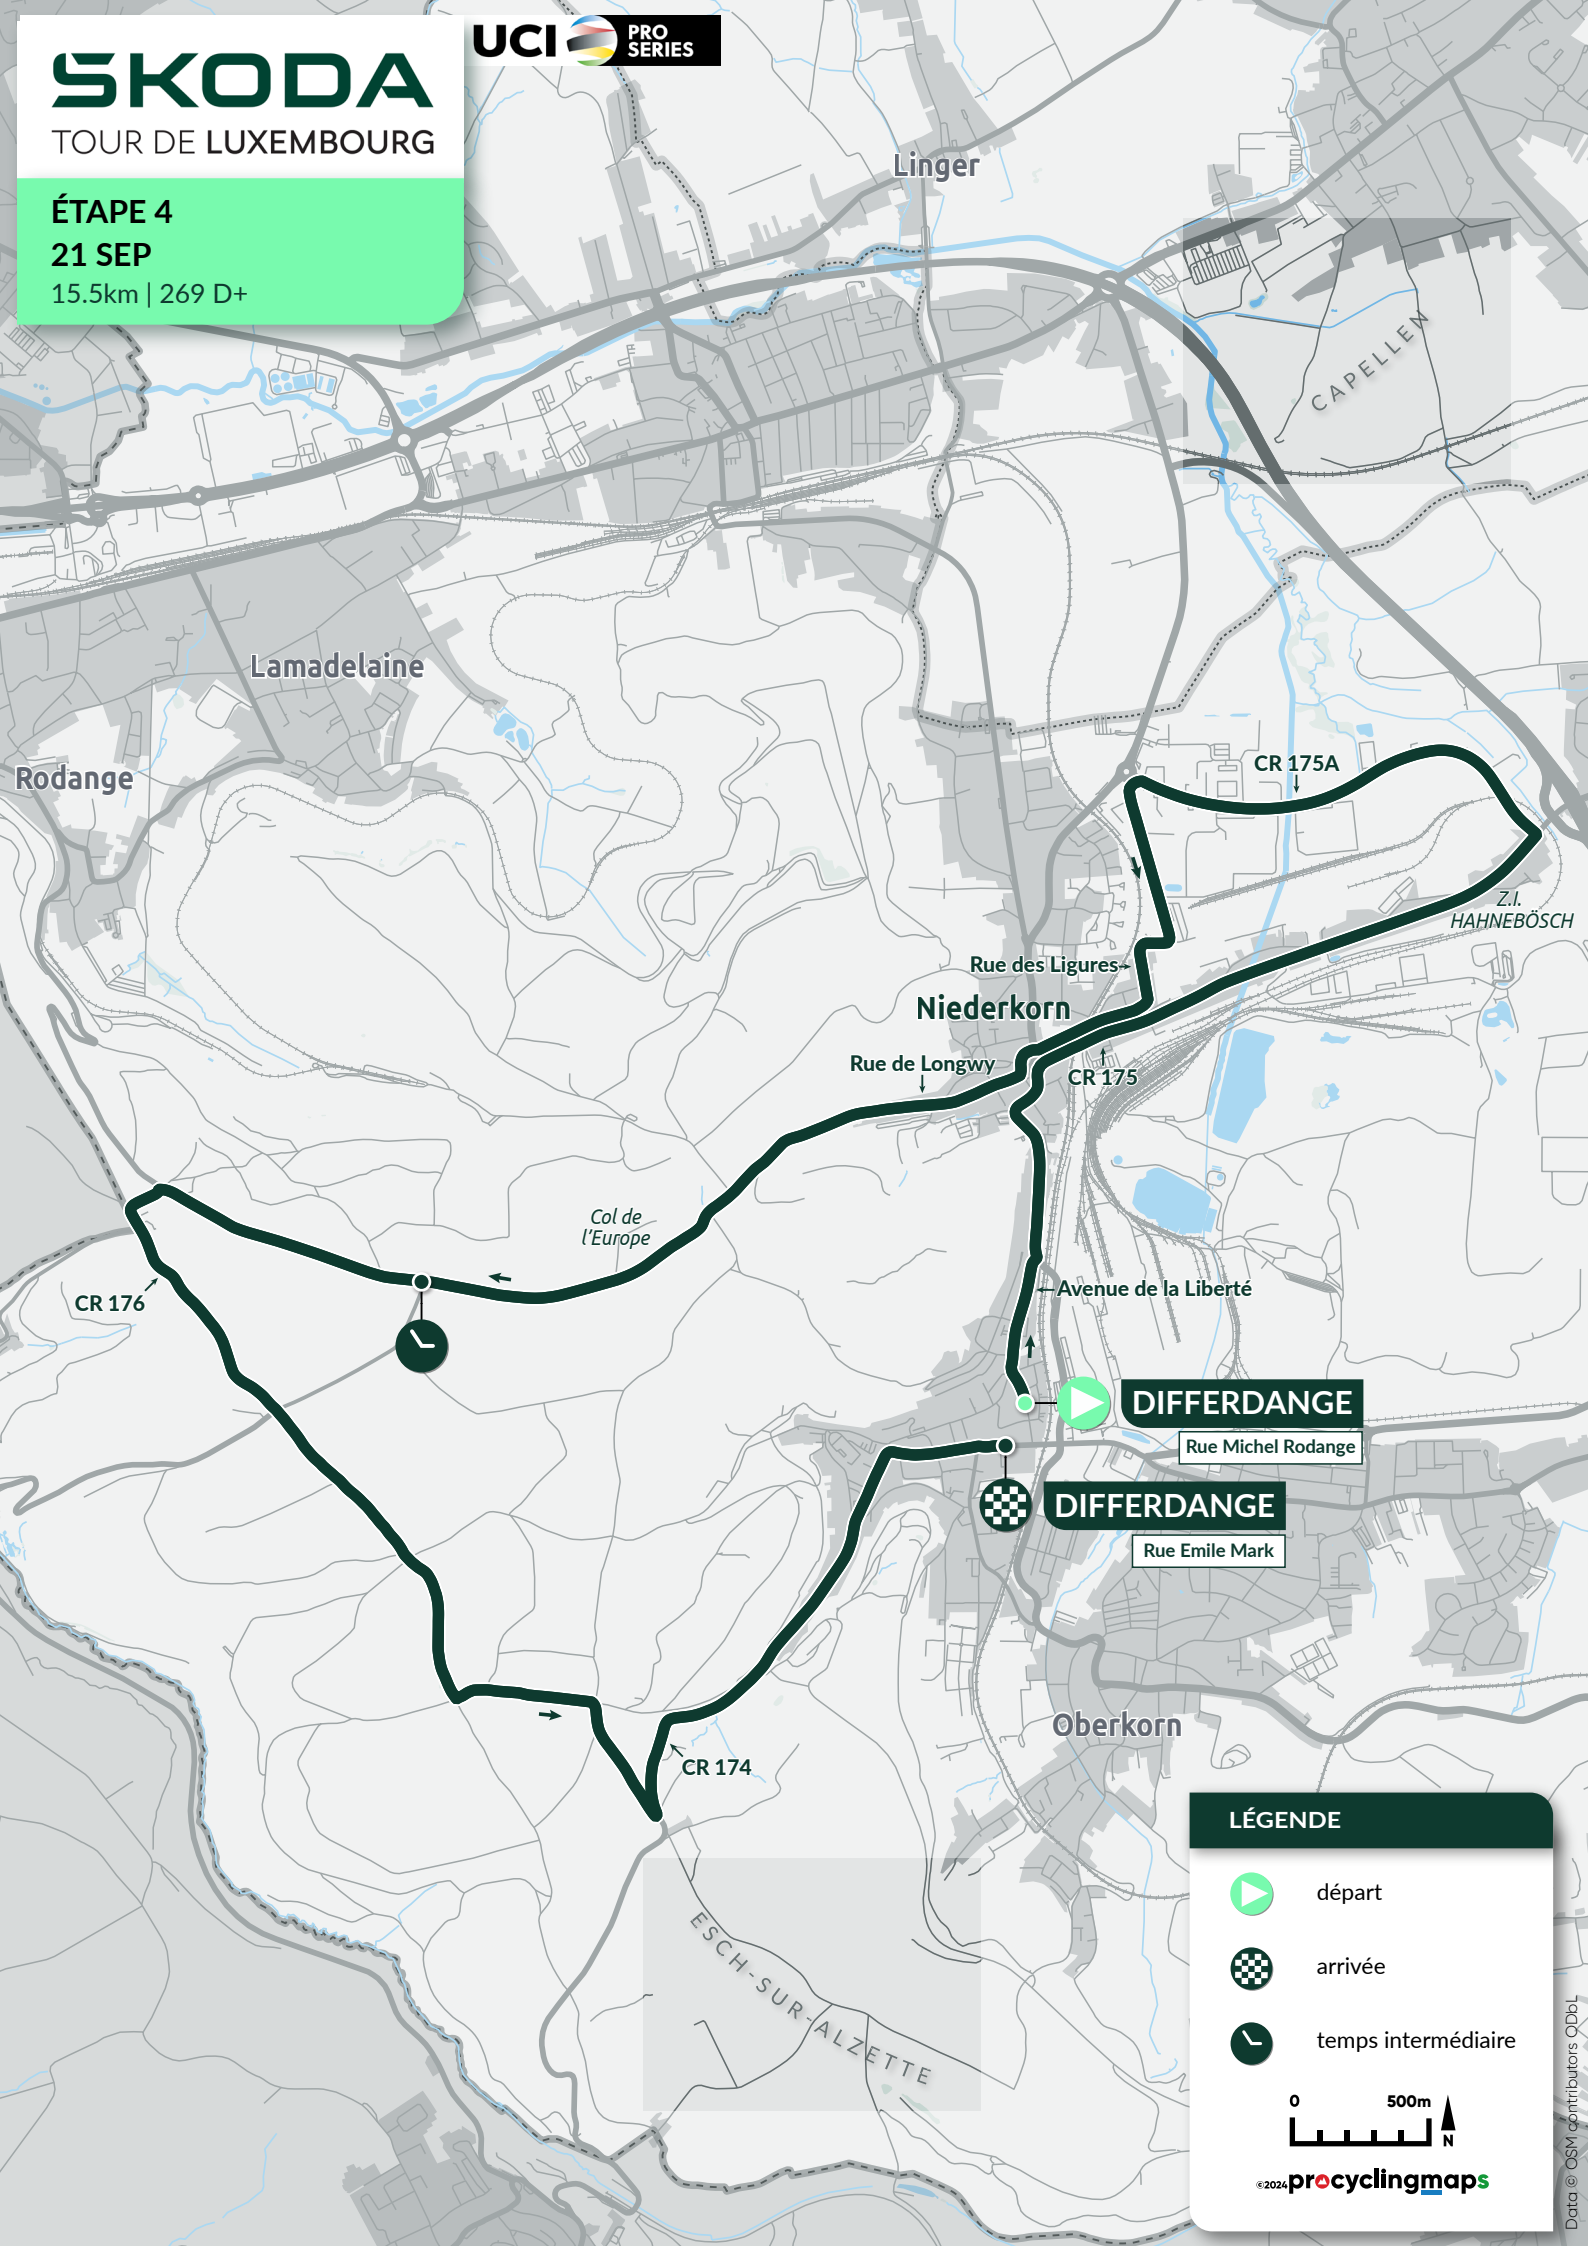 ŠKODA
TOUR DE LUXEMBOURG
UCI
PRO
SERIES
ÉTAPE 4
21 SEP
15.5km | 269 D+
Linger
CAPELLEN
Lamadelaine
Rodange
CR 175A
Z.I.
HAHNEBÖSCH
Rue des Ligures
Niederkorn
Rue de Longwy
CR 175
Col de
l'Europe
CR 176
Avenue de la Liberté
DIFFERDANGE
Rue Michel Rodange
DIFFERDANGE
Rue Emile Mark
Oberkorn
CR 174
ESCH-SUR-ALZETTE
LÉGENDE
départ
arrivée
temps intermédiaire
0 500m
N
©2024 procyclingmaps
Data © OSM contributors ODbL